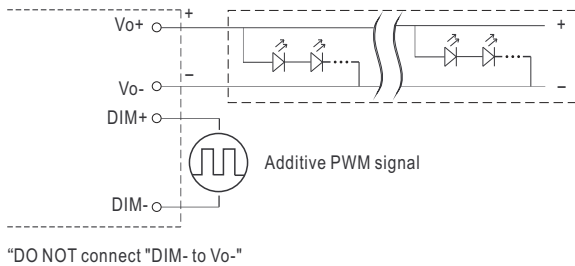 Vo+
+
+
Vo-
−
−
DIM+
Additive PWM signal
DIM-
“DO NOT connect "DIM- to Vo-"